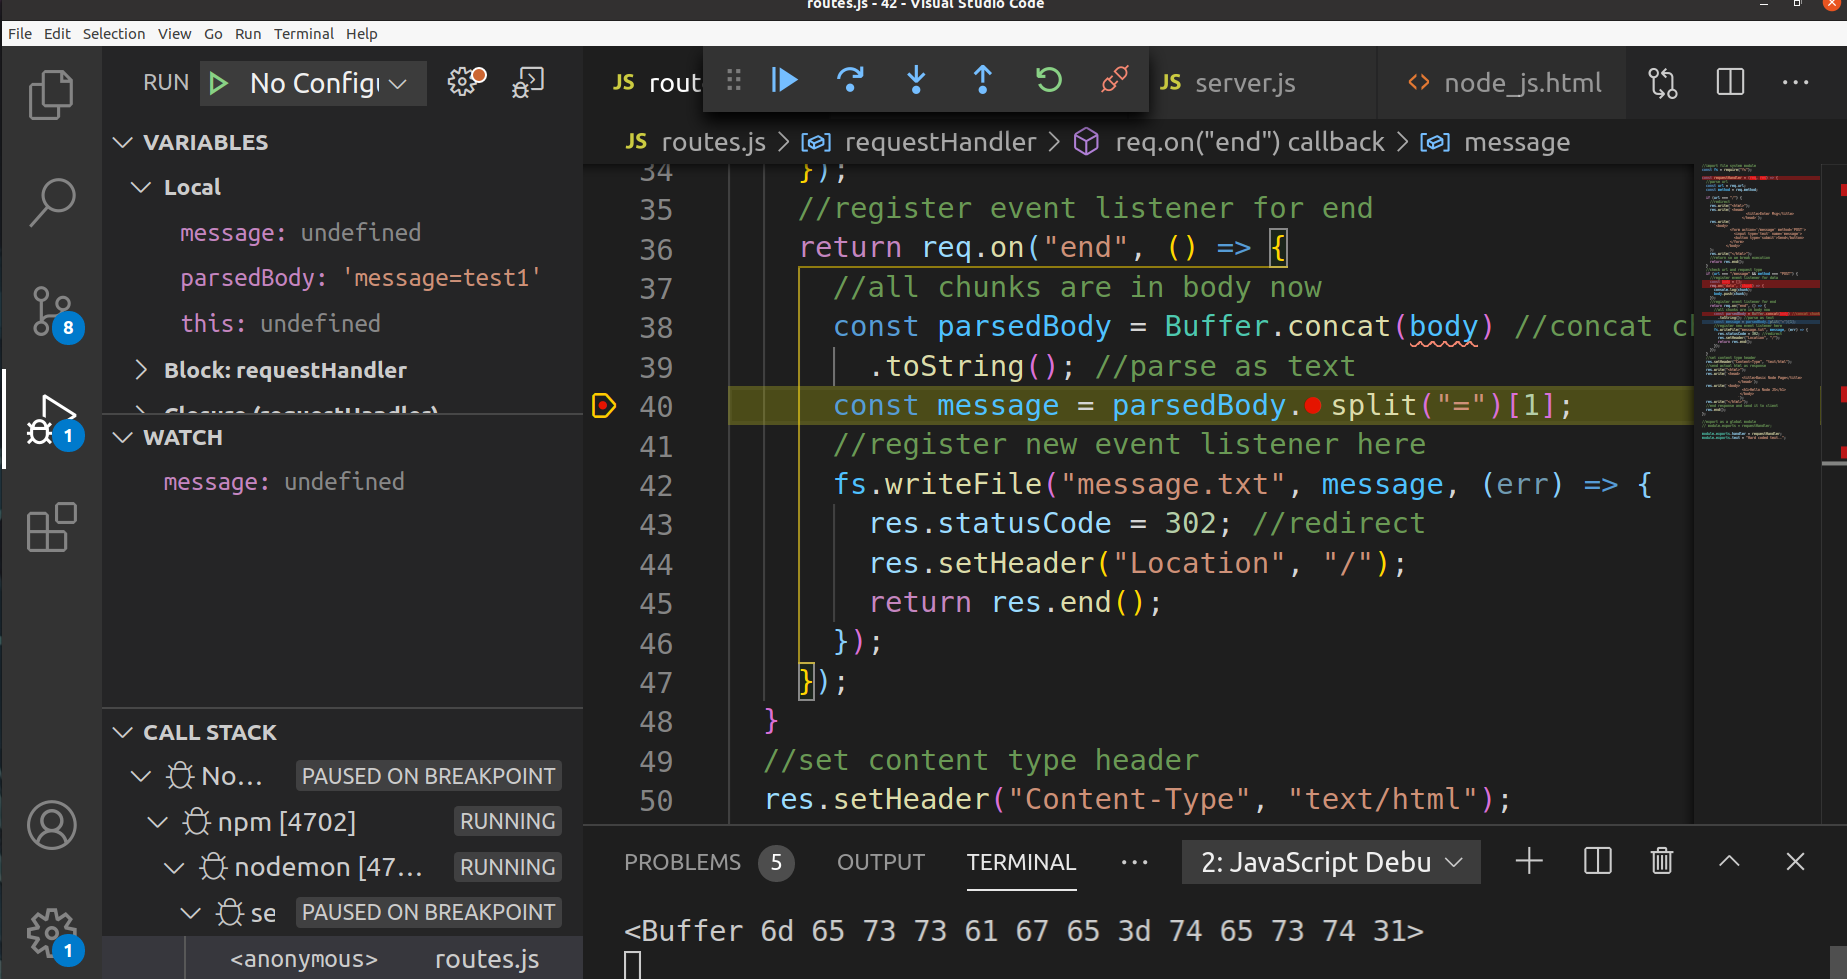 routes.js - 42 - Visual Studio Code
File Edit Selection View Go Run Terminal Help
RUN No Configu
JS rout
JS server.js
<> node_js.html
JS routes.js > requestHandler > req.on("end") callback > message
VARIABLES
Local
message: undefined
parsedBody: 'message=test1'
this: undefined
Block: requestHandler
Closure (requestHandler)
WATCH
message: undefined
CALL STACK
No... PAUSED ON BREAKPOINT
npm [4702] RUNNING
nodemon [47... RUNNING
se PAUSED ON BREAKPOINT
<anonymous> routes.js
8
1
1
34 });
35 //register event listener for end
36 return req.on("end", () => {
37 //all chunks are in body now
38 const parsedBody = Buffer.concat(body) //concat c
39 .toString(); //parse as text
40 const message = parsedBody.split("=")[1];
41 //register new event listener here
42 fs.writeFile("message.txt", message, (err) => {
43 res.statusCode = 302; //redirect
44 res.setHeader("Location", "/");
45 return res.end();
46 });
47 });
48 }
49 //set content type header
50 res.setHeader("Content-Type", "text/html");
PROBLEMS 5 OUTPUT TERMINAL ··· 2: JavaScript Debu
<Buffer 6d 65 73 73 61 67 65 3d 74 65 73 74 31>